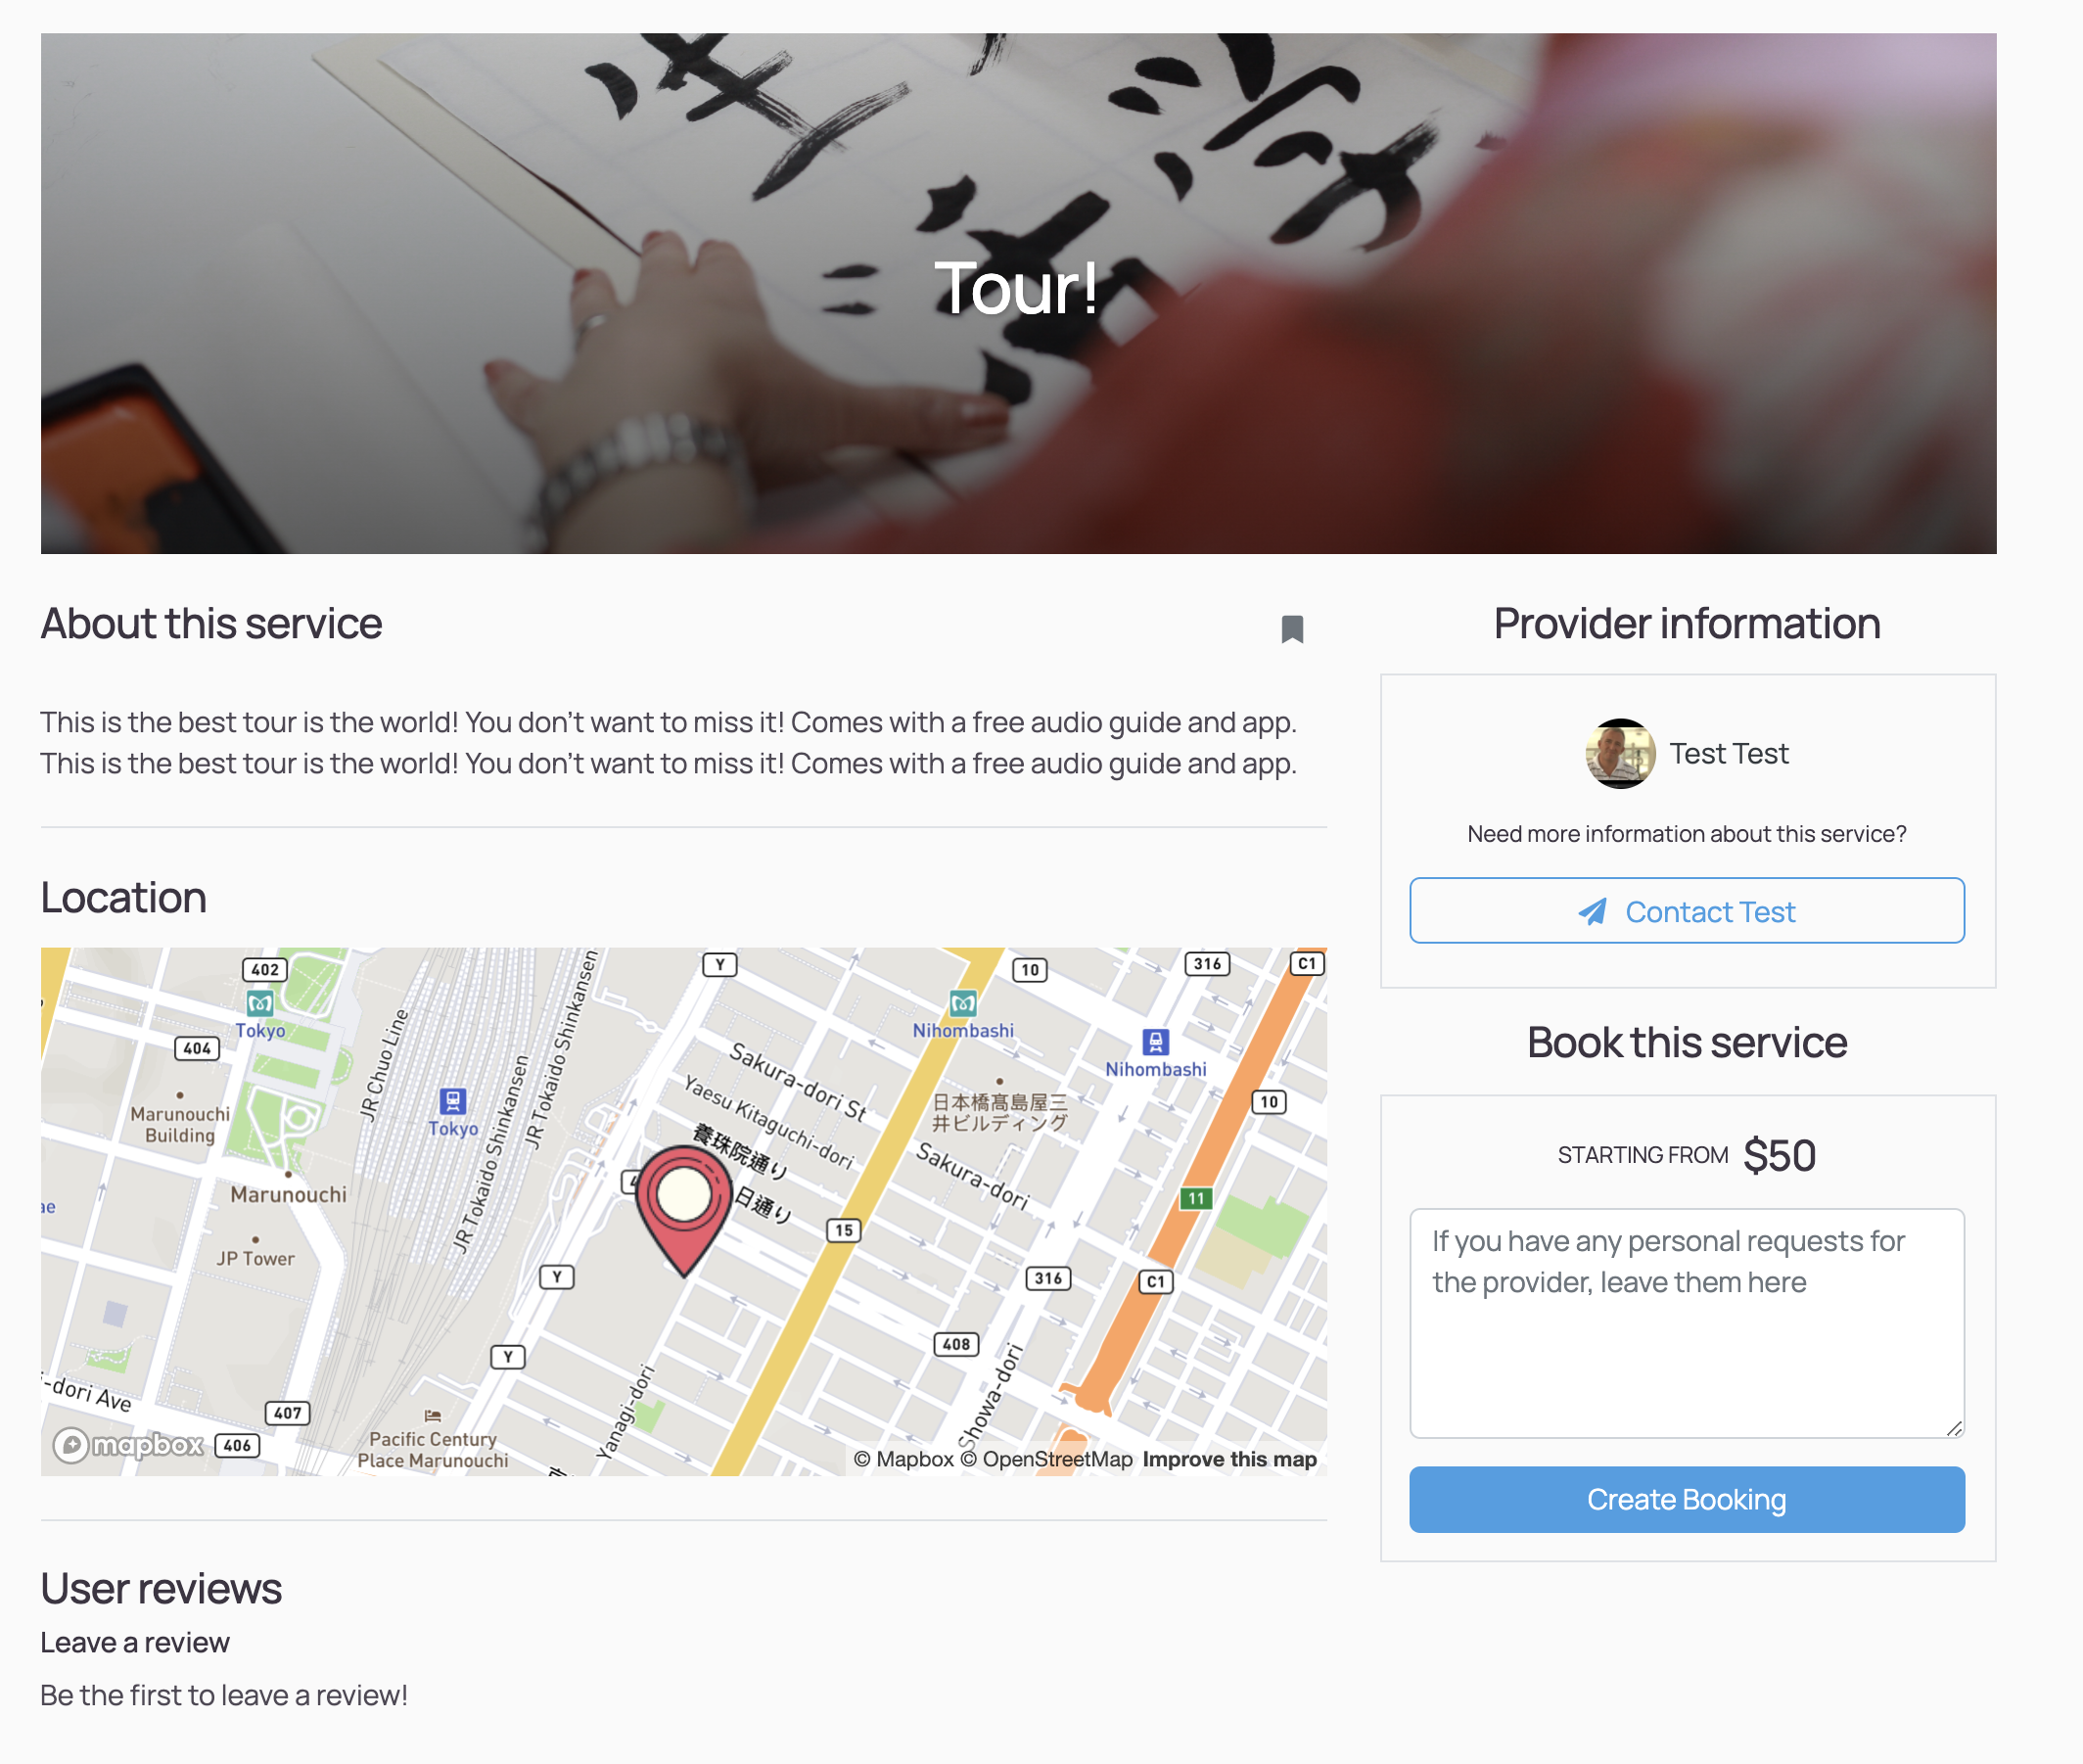 Tour!
About this service
This is the best tour is the world! You don't want to miss it! Comes with a free audio guide and app.
This is the best tour is the world! You don't want to miss it! Comes with a free audio guide and app.
Location
402
Tokyo
404
Marunouchi
Building
Marunouchi
JP Tower
JR Chuo Line
Tokyo
JR Tokaido Shinkansen
JR Tokaido Shinkansen
Y
10
316
C1
Nihombashi
Nihombashi
Sakura-dori St
Yaesu Kitaguchi-dori
養珠院通り
日通り
日本橋髙島屋三
井ビルディング
Sakura-dori
10
11
15
Y
316
C1
408
Y
Yanagi-dori
Showa-dori
i-dori Ave
407
406
Pacific Century
Place Marunouchi
mapbox
© Mapbox © OpenStreetMap Improve this map
User reviews
Leave a review
Be the first to leave a review!
Provider information
Test Test
Need more information about this service?
Contact Test
Book this service
STARTING FROM $50
If you have any personal requests for
the provider, leave them here
Create Booking